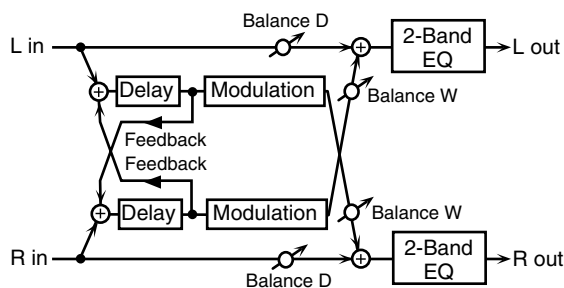 Balance D
L in
2-Band
EQ
L out
Delay
Modulation
Balance W
Feedback
Feedback
Delay
Modulation
Balance W
R in
2-Band
EQ
R out
Balance D